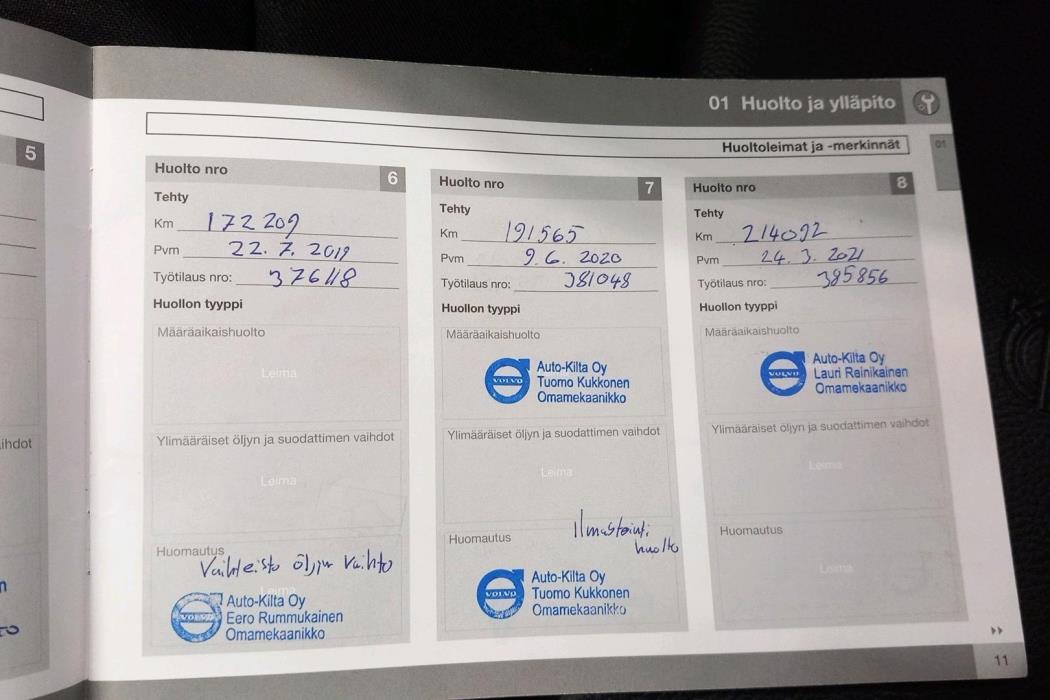 5
ihdot
01 Huolto ja ylläpito
Huoltoleimat ja -merkinnät
01
Huolto nro 6
Tehty
Km 172 209
Pvm 22. 7. 2019
Työtilaus nro: 376118
Huollon tyyppi
Määräaikaishuolto
Leima
Ylimääräiset öljyn ja suodattimen vaihdot
Leima
Huomautus
Vaihteisto öljyn vaihto
Leima
VOLVO
Auto-Kilta Oy
Eero Rummukainen
Omamekaanikko
Huolto nro 7
Tehty
Km 191565
Pvm 9. 6. 2020
Työtilaus nro: 381048
Huollon tyyppi
Määräaikaishuolto
VOLVO
Auto-Kilta Oy
Tuomo Kukkonen
Omamekaanikko
Ylimääräiset öljyn ja suodattimen vaihdot
Leima
Huomautus
Ilmastointi
huolto
VOLVO
Auto-Kilta Oy
Tuomo Kukkonen
Omamekaanikko
Huolto nro 8
Tehty
Km 214092
Pvm 24. 3. 2021
Työtilaus nro: 385856
Huollon tyyppi
Määräaikaishuolto
VOLVO
Auto-Kilta Oy
Lauri Reinikainen
Omamekaanikko
Ylimääräiset öljyn ja suodattimen vaihdot
Leima
Huomautus
Leima
11